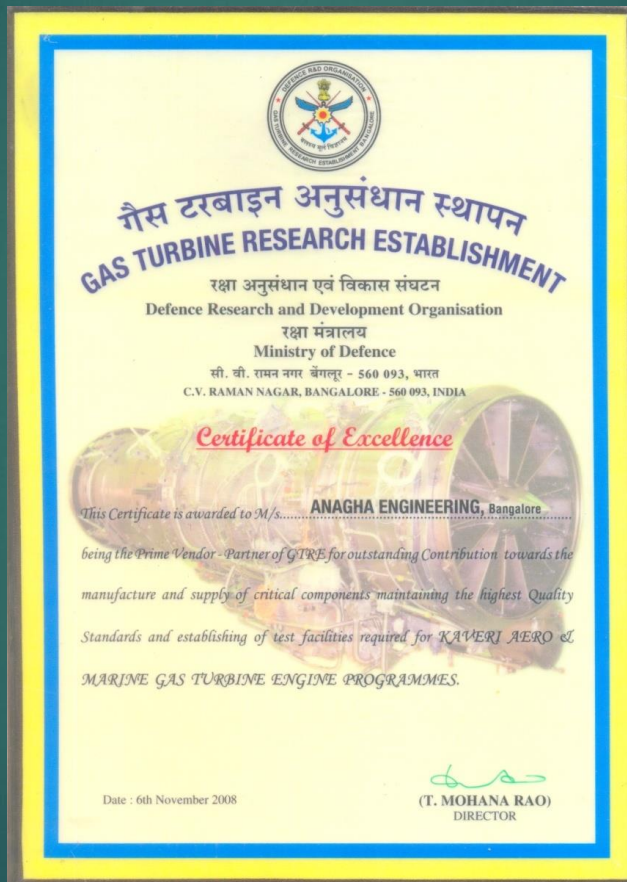 DEFENCE R&D ORGANISATION
GAS TURBINE RESEARCH ESTABLISHMENT BANGALORE
गैस टरबाइन अनुसंधान स्थापन
GAS TURBINE RESEARCH ESTABLISHMENT
रक्षा अनुसंधान एवं विकास संघटन
Defence Research and Development Organisation
रक्षा मंत्रालय
Ministry of Defence
सी. वी. रामन नगर बेंगलूर - 560 093, भारत
C.V. RAMAN NAGAR, BANGALORE - 560 093, INDIA
Certificate of Excellence
This Certificate is awarded to M/s...... ANAGHA ENGINEERING, Bangalore
being the Prime Vendor - Partner of GTRE for outstanding Contribution towards the
manufacture and supply of critical components maintaining the highest Quality
Standards and establishing of test facilities required for KAVERI AERO &
MARINE GAS TURBINE ENGINE PROGRAMMES.
Date : 6th November 2008
(T. MOHANA RAO)
DIRECTOR